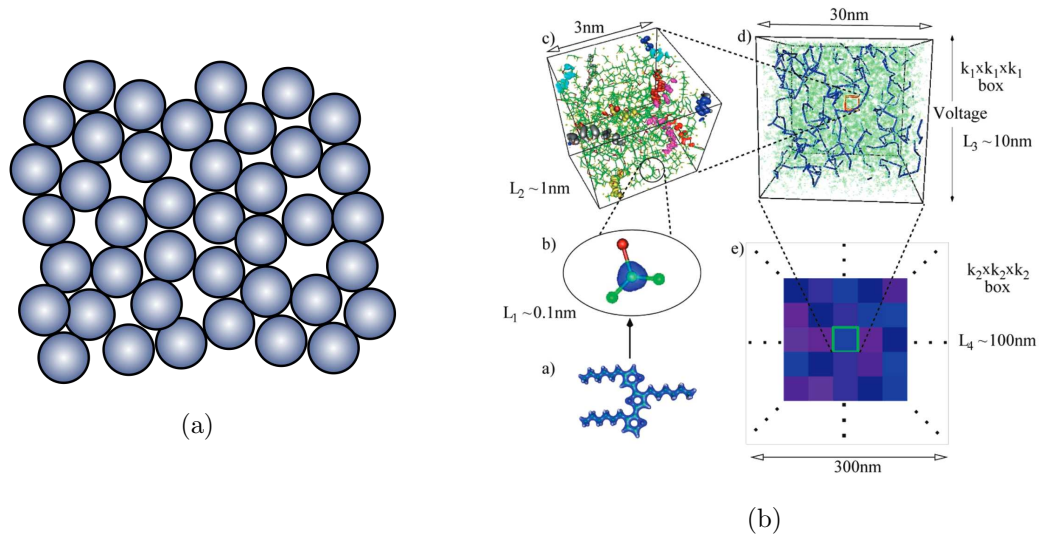 3nm
c)
L2 ~1nm
30nm
d)
k1xk1xk1
box
Voltage
L3 ~10nm
b)
L1 ~0.1nm
a)
e)
k2xk2xk2
box
L4 ~100nm
300nm
(a)
(b)